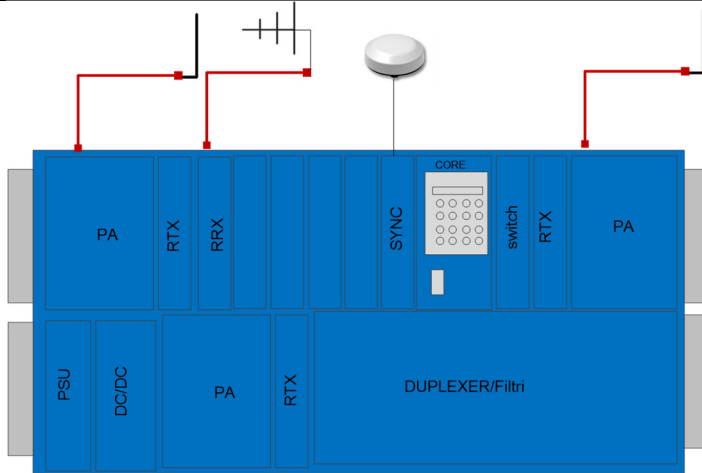 CORE
PA
RTX
RRX
SYNC
switch
RTX
PA
PSU
DC/DC
PA
RTX
DUPLEXER/Filtri